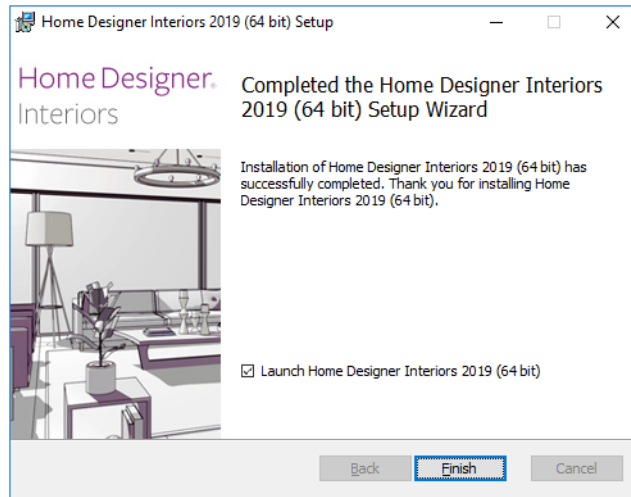 Home Designer Interiors 2019 (64 bit) Setup
Home Designer®
Interiors
Completed the Home Designer Interiors
2019 (64 bit) Setup Wizard
Installation of Home Designer Interiors 2019 (64 bit) has
successfully completed. Thank you for installing Home
Designer Interiors 2019 (64 bit).
Launch Home Designer Interiors 2019 (64 bit)
Back Finish Cancel